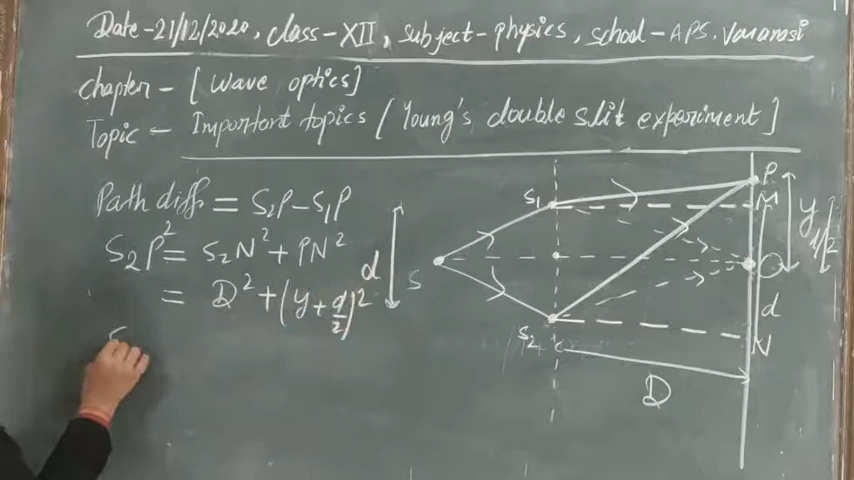 Date-21/12/2020, class-XII, subject-physics, school-APS, Varanasi
chapter - [wave optics]
Topic - Important topics [Young's double slit experiment]
Path diff = S₂P-S₁P
S₂P² = S₂N² + PN²
= D² + (y + d/2)²
d
S
S₁
S₂
P
M
O
N
y
d
D